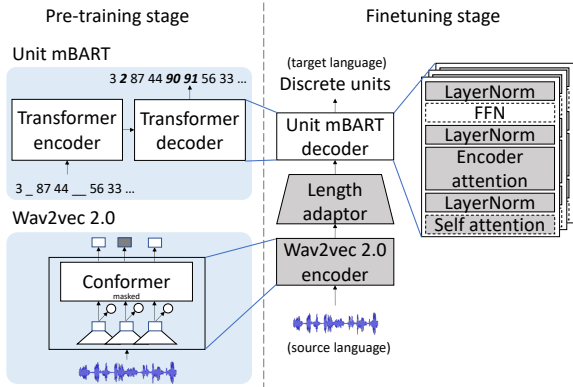 Pre-training stage
Unit mBART
3 2 87 44 90 91 56 33 ...
Transformer
encoder
Transformer
decoder
3 _ 87 44 __ 56 33 ...
Wav2vec 2.0
Conformer
masked
Finetuning stage
(target language)
Discrete units
Unit mBART
decoder
Length
adaptor
Wav2vec 2.0
encoder
(source language)
LayerNorm
FFN
LayerNorm
Encoder
attention
LayerNorm
Self attention